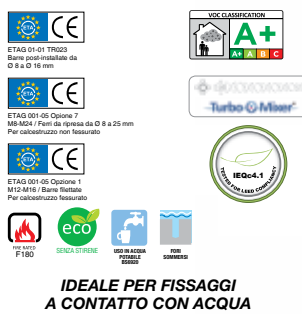 ETA
CE
ETAG 01-01 TR023
Barre post-installate da
Ø 8 a Ø 16 mm
ETA
CE
ETAG 001-05 Opzione 7
M8-M24 / Ferri da ripresa da Ø 8 a 25 mm
Per calcestruzzo non fessurato
ETA
CE
ETAG 001-05 Opzione 1
M12-M16 / Barre filettate
Per calcestruzzo fessurato
VOC CLASSIFICATION
A+
A+ A B C
Turbo Mixer
IEQc4.1
TESTED FOR LEED COMPLIANCY
FIRE RATED
F180
eco
SENZA STIRENE
USO IN ACQUA
POTABILE
BS6920
FORI
SOMMERSI
IDEALE PER FISSAGGI
A CONTATTO CON ACQUA